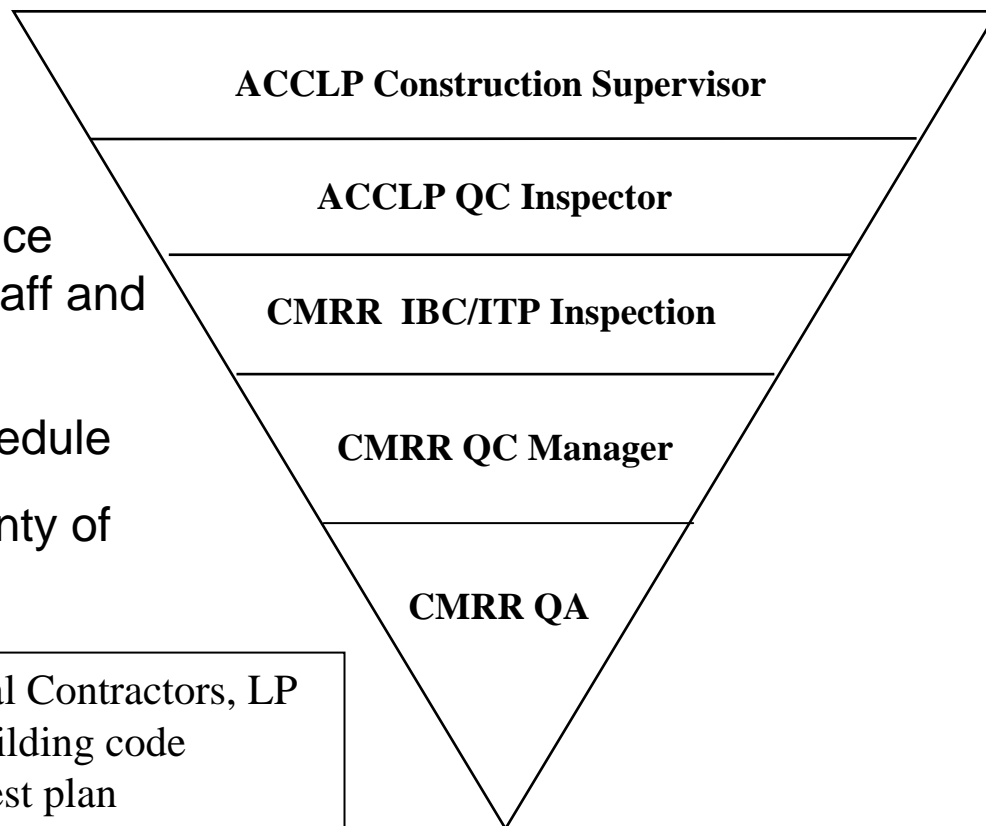 ACCLP Construction Supervisor
ACCLP QC Inspector
CMRR IBC/ITP Inspection
CMRR QC Manager
CMRR QA
ce
aff and
edule
nty of
al Contractors, LP
ilding code
est plan